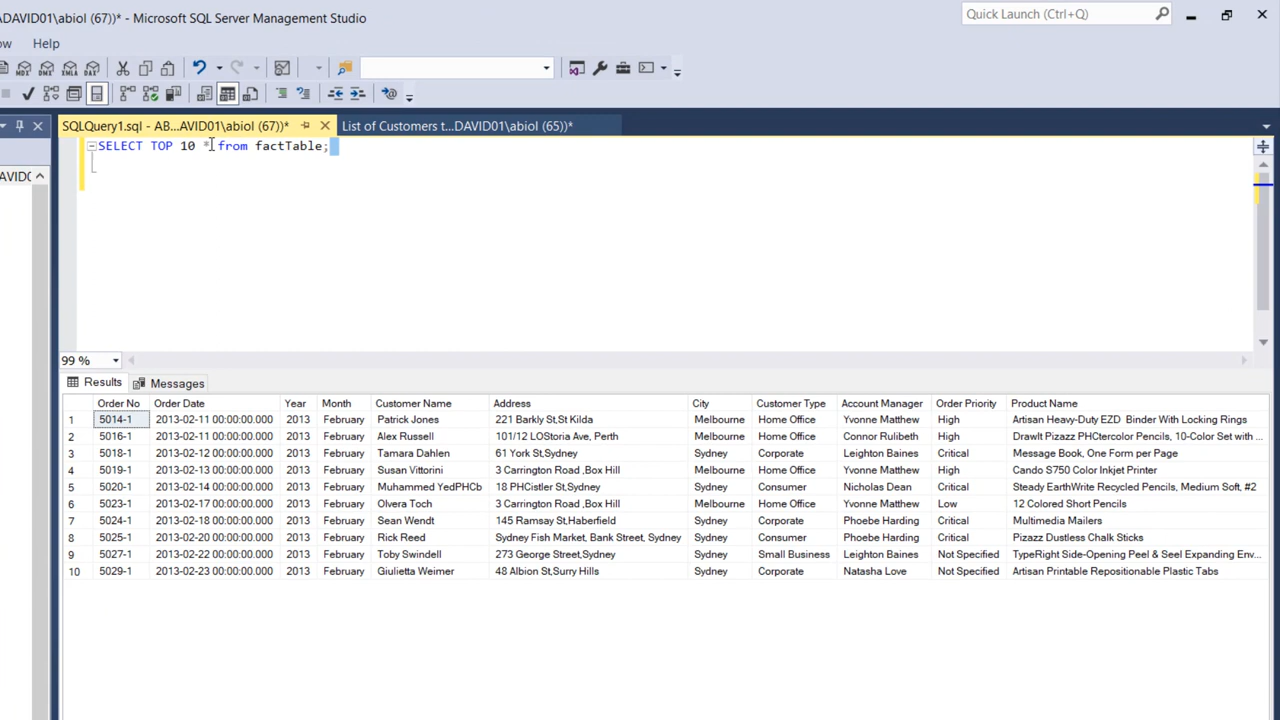 \DAVID01\abiol (67))* - Microsoft SQL Server Management Studio
Quick Launch (Ctrl+Q)
ow Help
MDX DMX XMLA DAX
SQLQuery1.sql - AB...AVID01\abiol (67))* List of Customers t...DAVID01\abiol (65))*
AVID0
SELECT TOP 10 * from factTable;
99 %
Results Messages
Order No Order Date Year Month Customer Name Address City Customer Type Account Manager Order Priority Product Name
1 5014-1 2013-02-11 00:00:00.000 2013 February Patrick Jones 221 Barkly St,St Kilda Melbourne Home Office Yvonne Matthew High Artisan Heavy-Duty EZD Binder With Locking Rings
2 5016-1 2013-02-11 00:00:00.000 2013 February Alex Russell 101/12 LOStoria Ave, Perth Melbourne Home Office Connor Rulibeth High Drawlt Pizazz PHCtercolor Pencils, 10-Color Set with ...
3 5018-1 2013-02-12 00:00:00.000 2013 February Tamara Dahlen 61 York St,Sydney Sydney Corporate Leighton Baines Critical Message Book, One Form per Page
4 5019-1 2013-02-13 00:00:00.000 2013 February Susan Vittorini 3 Carrington Road ,Box Hill Melbourne Home Office Yvonne Matthew High Cando S750 Color Inkjet Printer
5 5020-1 2013-02-14 00:00:00.000 2013 February Muhammed YedPHCb 18 PHCistler St,Sydney Sydney Consumer Nicholas Dean Critical Steady EarthWrite Recycled Pencils, Medium Soft, #2
6 5023-1 2013-02-17 00:00:00.000 2013 February Olvera Toch 3 Carrington Road ,Box Hill Melbourne Home Office Yvonne Matthew Low 12 Colored Short Pencils
7 5024-1 2013-02-18 00:00:00.000 2013 February Sean Wendt 145 Ramsay St,Haberfield Sydney Corporate Phoebe Harding Critical Multimedia Mailers
8 5025-1 2013-02-20 00:00:00.000 2013 February Rick Reed Sydney Fish Market, Bank Street, Sydney Sydney Consumer Phoebe Harding Critical Pizazz Dustless Chalk Sticks
9 5027-1 2013-02-22 00:00:00.000 2013 February Toby Swindell 273 George Street,Sydney Sydney Small Business Leighton Baines Not Specified TypeRight Side-Opening Peel & Seel Expanding Env...
10 5029-1 2013-02-23 00:00:00.000 2013 February Giulietta Weimer 48 Albion St,Surry Hills Sydney Corporate Natasha Love Not Specified Artisan Printable Repositionable Plastic Tabs